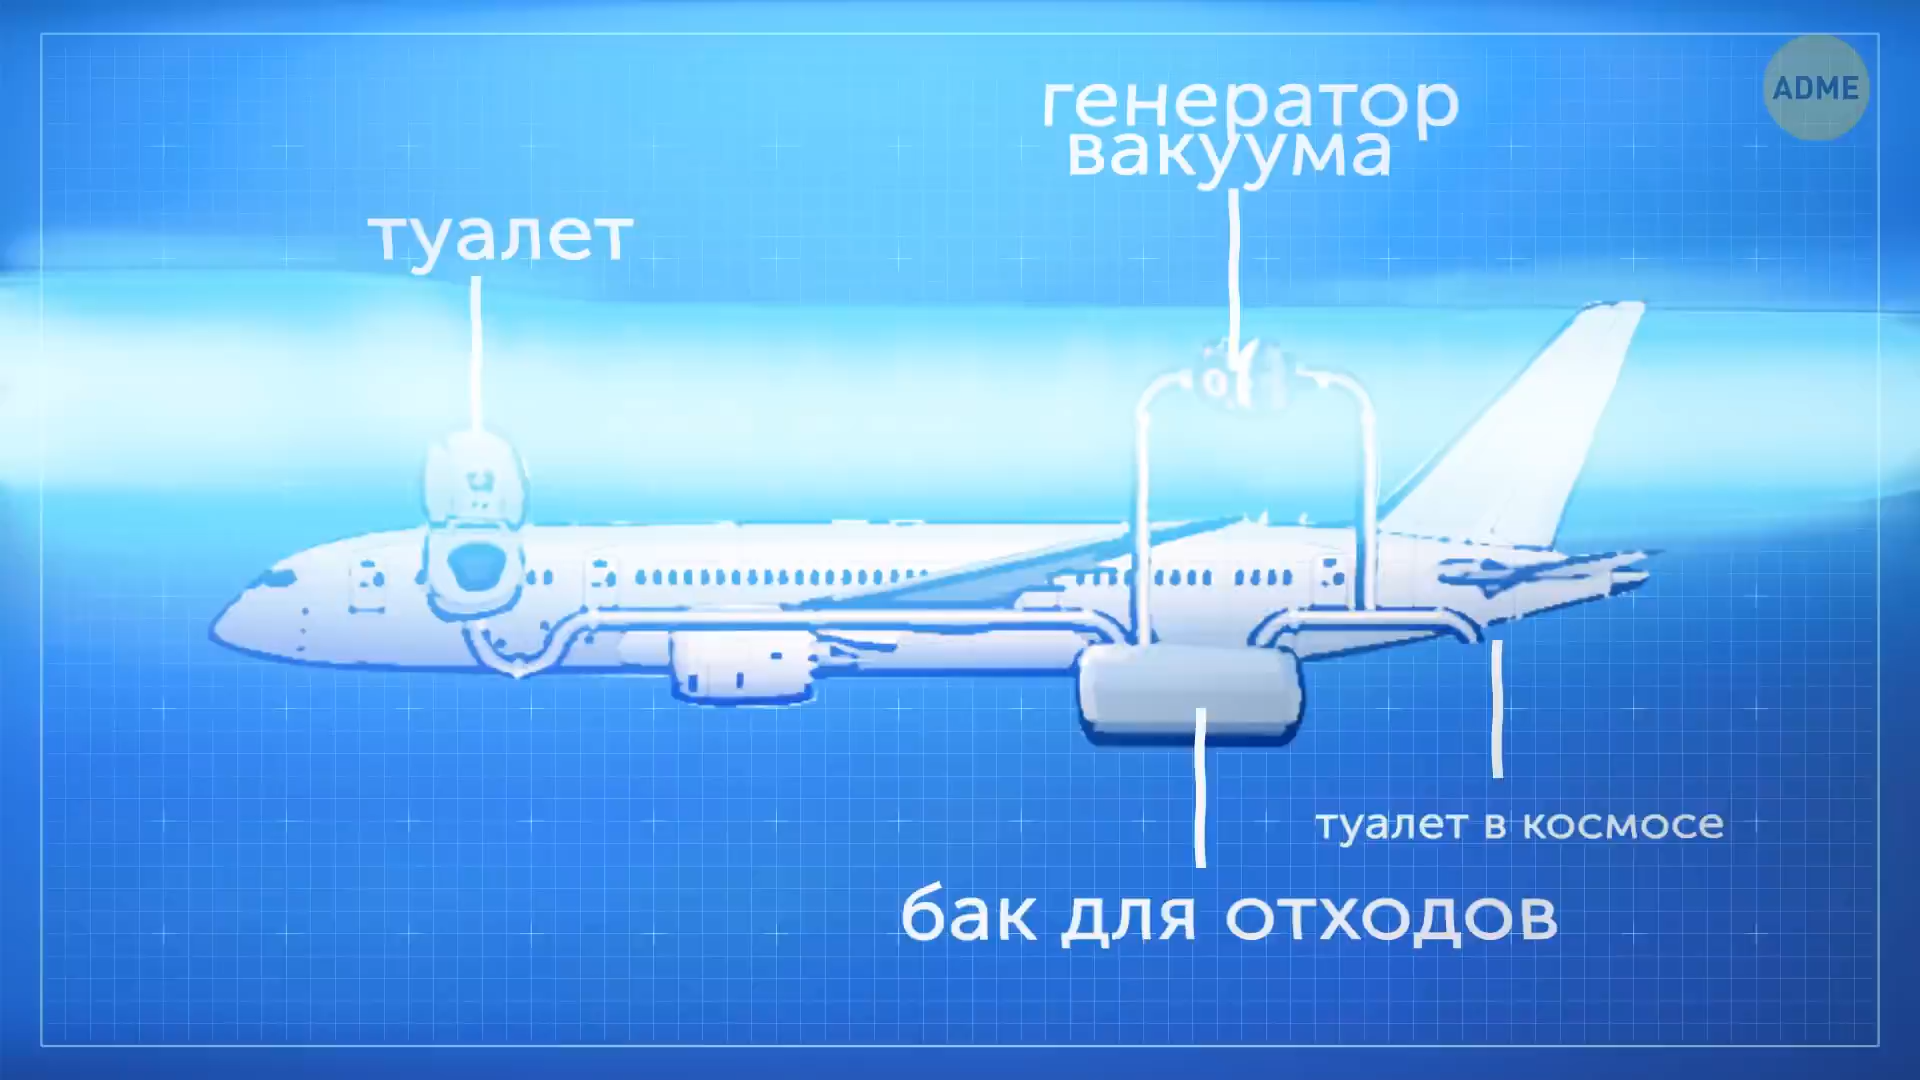 ADME
генератор
вакуума
туалет
туалет в космосе
бак для отходов